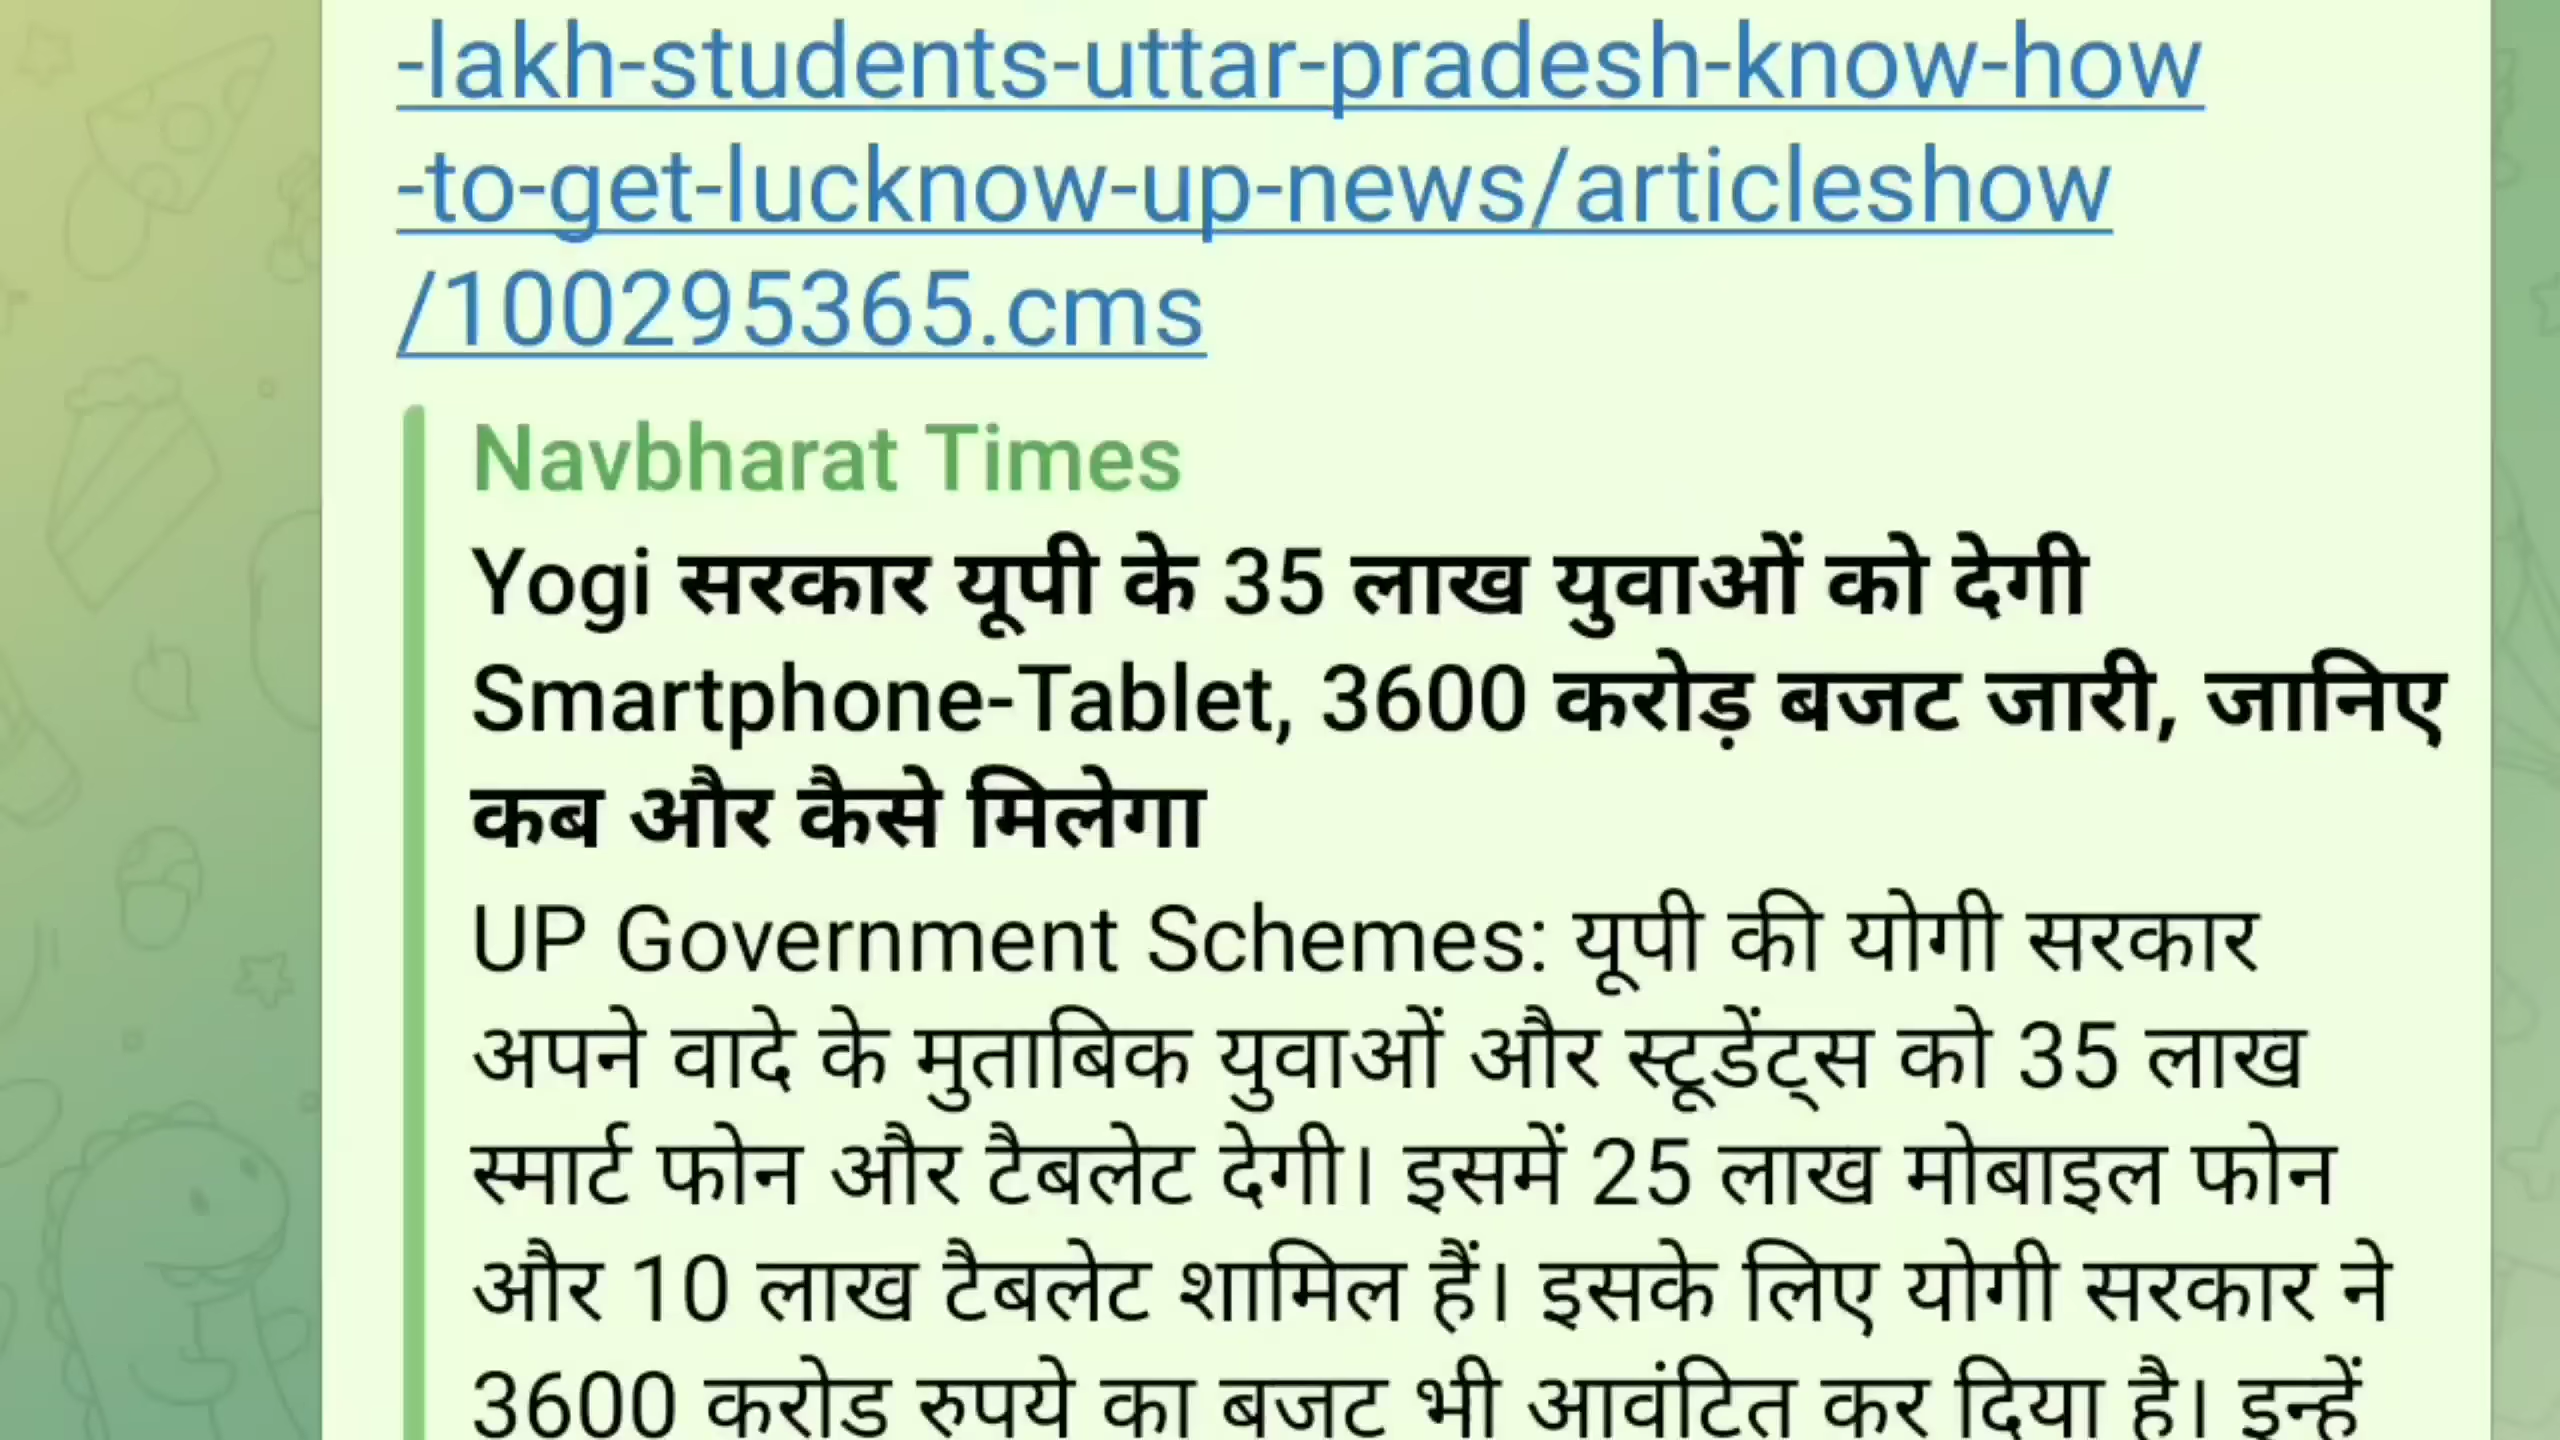 -lakh-students-uttar-pradesh-know-how
-to-get-lucknow-up-news/articleshow
/100295365.cms
Navbharat Times
Yogi सरकार यूपी के 35 लाख युवाओं को देगी
Smartphone-Tablet, 3600 करोड़ बजट जारी, जानिए
कब और कैसे मिलेगा
UP Government Schemes: यूपी की योगी सरकार
अपने वादे के मुताबिक युवाओं और स्टूडेंट्स को 35 लाख
स्मार्ट फोन और टैबलेट देगी। इसमें 25 लाख मोबाइल फोन
और 10 लाख टैबलेट शामिल हैं। इसके लिए योगी सरकार ने
3600 करोड रुपये का बजट भी आवंटित कर दिया है। इन्हें